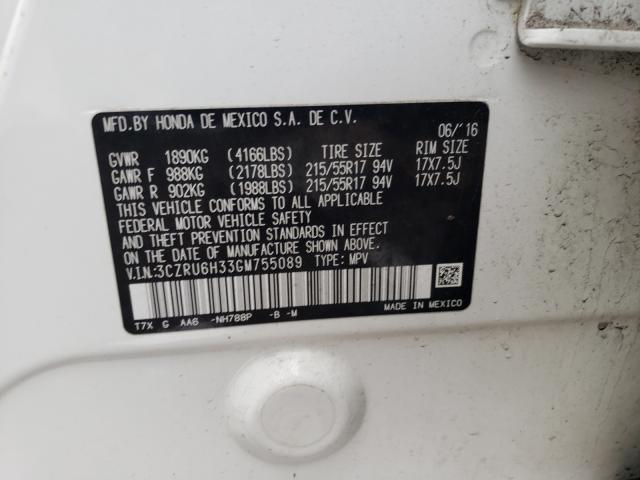 MFD.BY HONDA DE MEXICO S.A. DE C.V. 06/'16
GVWR 1890KG (4166LBS) TIRE SIZE RIM SIZE
GAWR F 988KG (2178LBS) 215/55R17 94V 17X7.5J
GAWR R 902KG (1988LBS) 215/55R17 94V 17X7.5J
THIS VEHICLE CONFORMS TO ALL APPLICABLE
FEDERAL MOTOR VEHICLE SAFETY
AND THEFT PREVENTION STANDARDS IN EFFECT
ON THE DATE OF MANUFACTURE SHOWN ABOVE.
V.I.N:3CZRU6H33GM755089 TYPE: MPV
MADE IN MEXICO
T7X G AA6 -NH788P -B -M